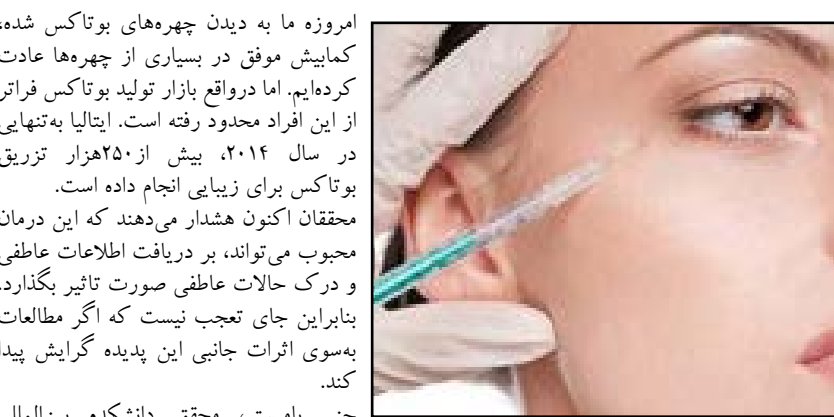 امروزه ما به دیدن چهره‌های بوتاکس شده،
کمابیش موفق در بسیاری از چهره‌ها عادت
کرده‌ایم. اما درواقع بازار تولید بوتاکس فراتر
از این افراد محدود رفته است. ایتالیا به‌تنهایی
در سال ۲۰۱۴، بیش از۲۵۰هزار تزریق
بوتاکس برای زیبایی انجام داده است.
محققان اکنون هشدار می‌دهند که این درمان
محبوب می‌تواند، بر دریافت اطلاعات عاطفی
و درک حالات عاطفی صورت تاثیر بگذارد.
بنابراین جای تعجب نیست که اگر مطالعات
به‌سوی اثرات جانبی این پدیده گرایش پیدا
کند.